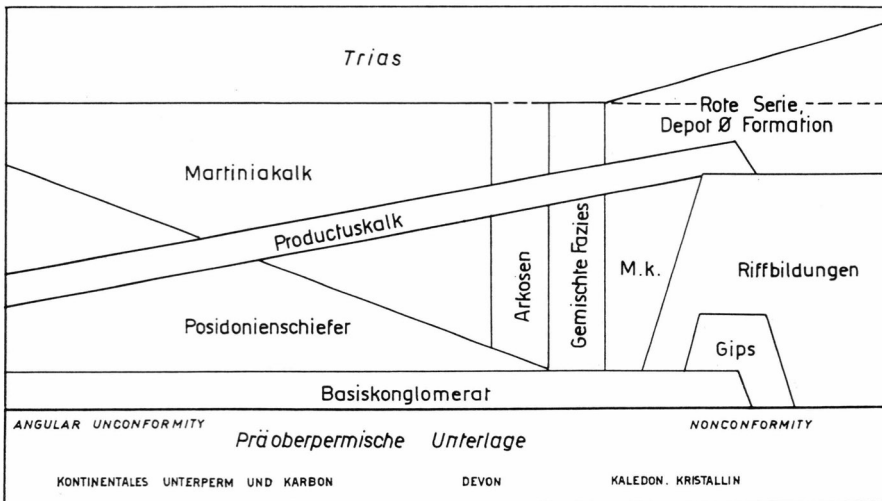 Trias
Rote Serie,
Depot Ø Formation
Martiniakalk
Productuskalk
Arkosen
Gemischte Fazies
M.k.
Riffbildungen
Posidonienschiefer
Gips
Basiskonglomerat
ANGULAR UNCONFORMITY
NONCONFORMITY
Präoberpermische Unterlage
KONTINENTALES UNTERPERM UND KARBON
DEVON
KALEDON. KRISTALLIN